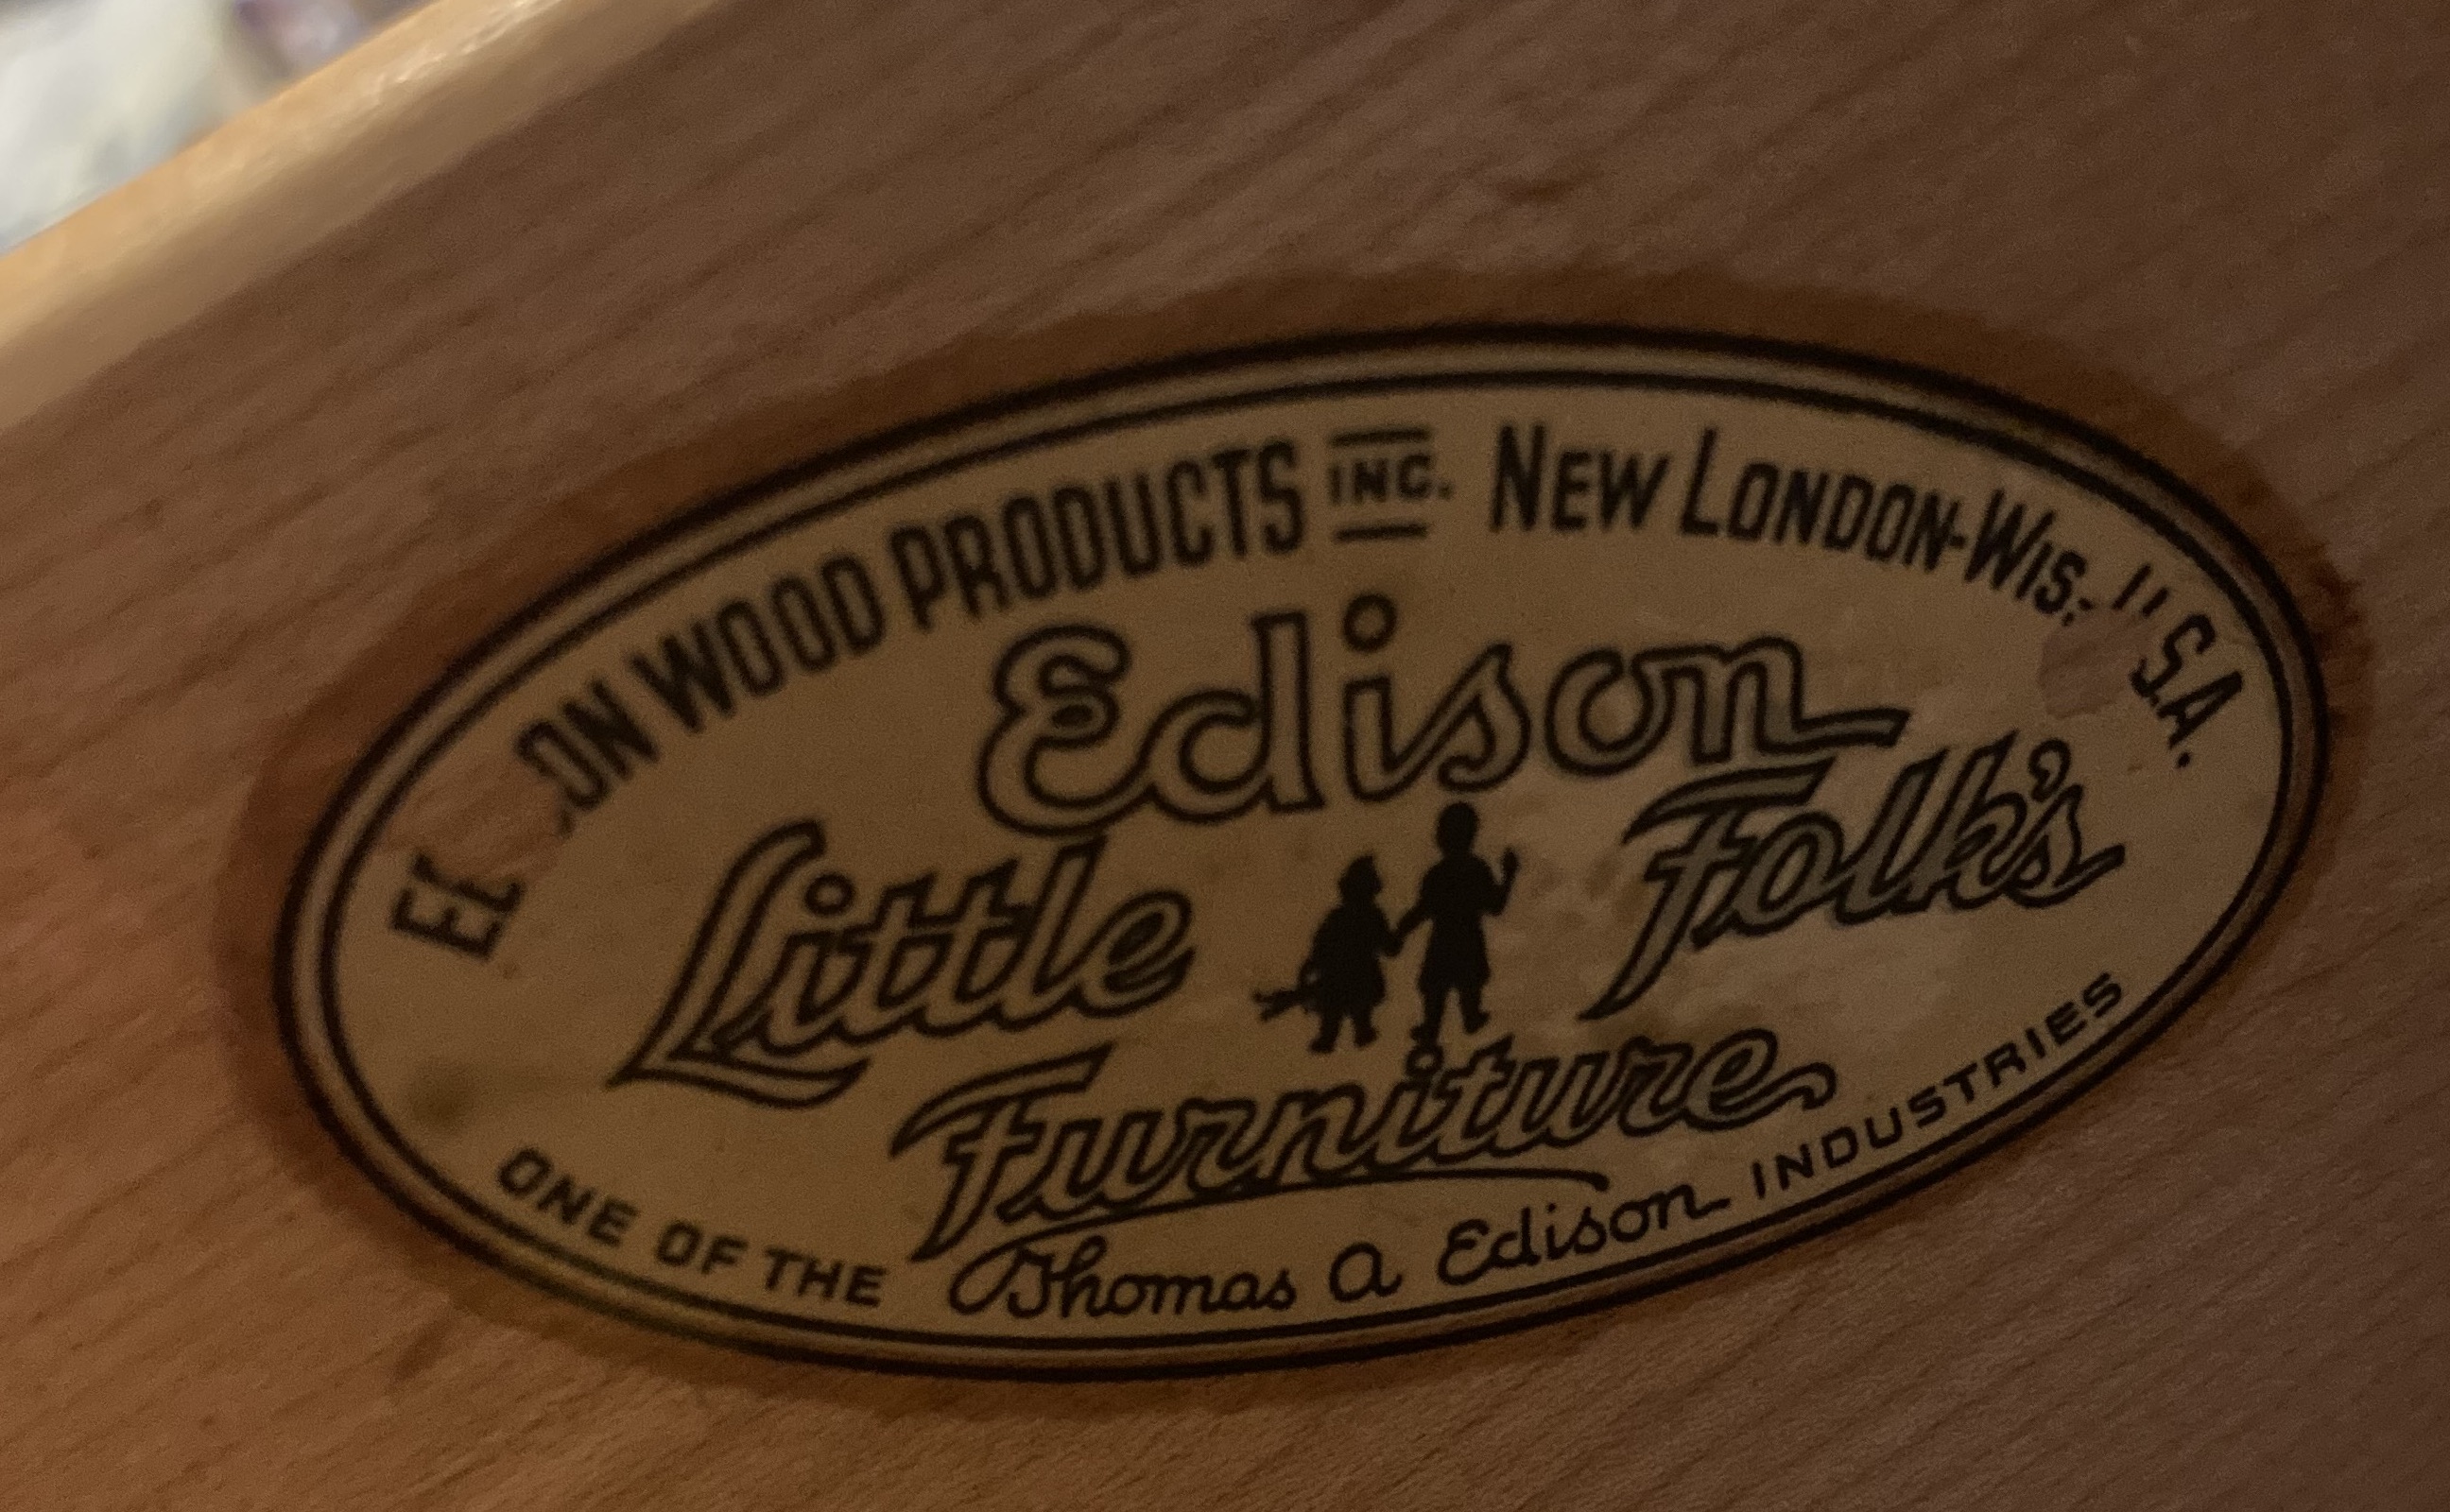 WOOD PRODUCTS INC. NEW LONDON-WIS. U.S.A.
Edison
Little Folk's
Furniture
ONE OF THE Thomas A Edison INDUSTRIES